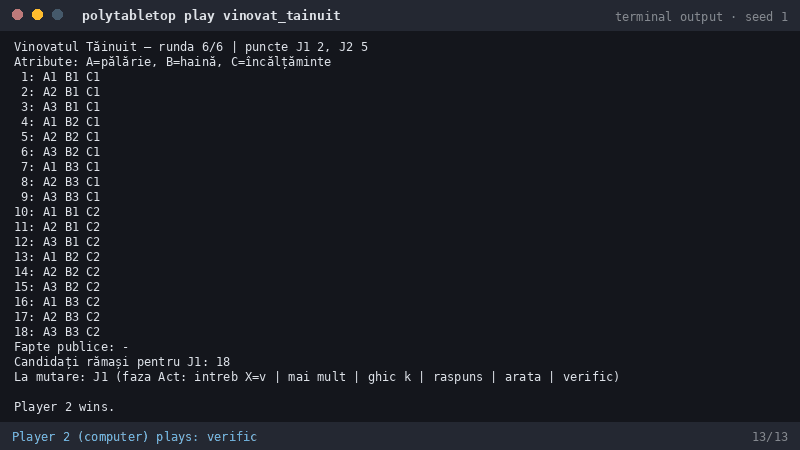 polytabletop play vinovat_tainuit
terminal output · seed 1
Vinovatul Tăinuit — runda 6/6 | puncte J1 2, J2 5
Atribute: A=pălărie, B=haină, C=încălțăminte
1: A1 B1 C1
2: A2 B1 C1
3: A3 B1 C1
4: A1 B2 C1
5: A2 B2 C1
6: A3 B2 C1
7: A1 B3 C1
8: A2 B3 C1
9: A3 B3 C1
10: A1 B1 C2
11: A2 B1 C2
12: A3 B1 C2
13: A1 B2 C2
14: A2 B2 C2
15: A3 B2 C2
16: A1 B3 C2
17: A2 B3 C2
18: A3 B3 C2
Fapte publice: -
Candidați rămași pentru J1: 18
La mutare: J1 (faza Act: intreb X=v | mai mult | ghic k | raspuns | arata | verific)
Player 2 wins.
Player 2 (computer) plays: verific
13/13